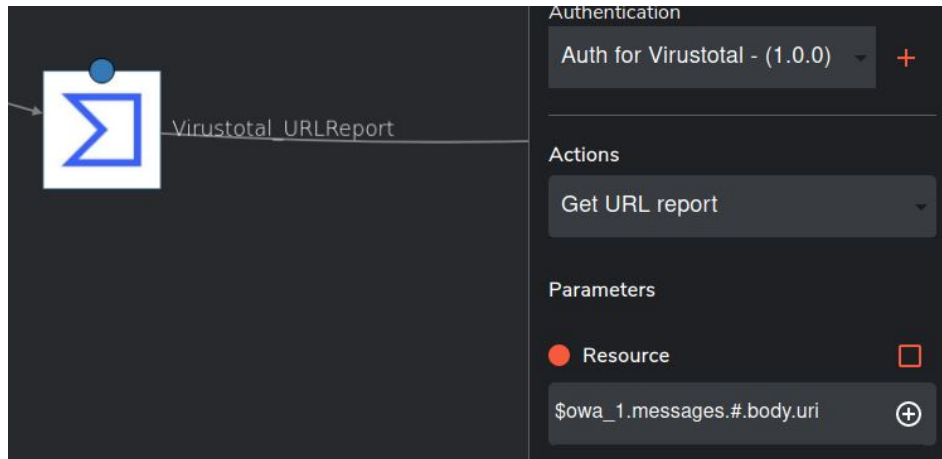 Authentication
Auth for Virustotal - (1.0.0)
Virustotal_URLReport
Actions
Get URL report
Parameters
Resource
$owa_1.messages.#.body.uri